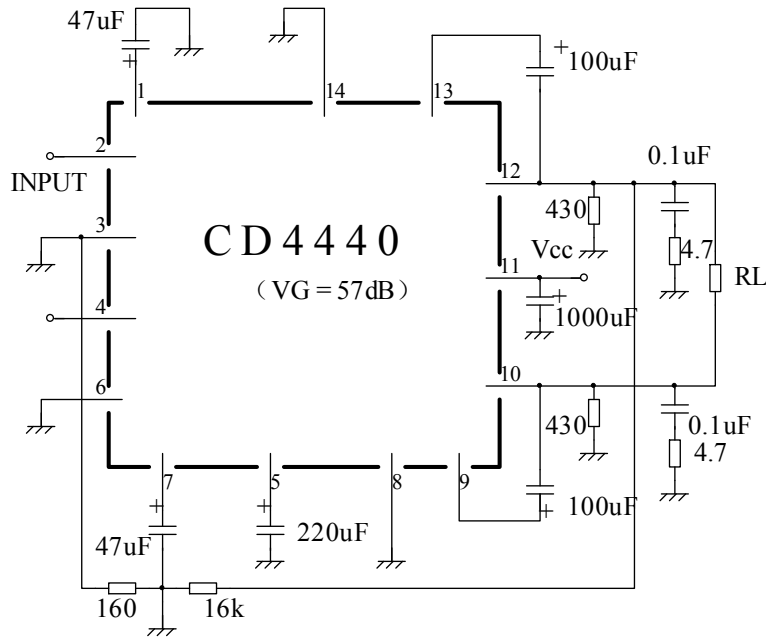 47uF
+
1
14
13
+
100uF
2
INPUT
12
0.1uF
3
CD4440
430
4.7
Vcc
11
(VG=57dB)
+
RL
4
1000uF
10
6
430
0.1uF
4.7
7
5
8
9
+
+
47uF
220uF
100uF
+
160
16k